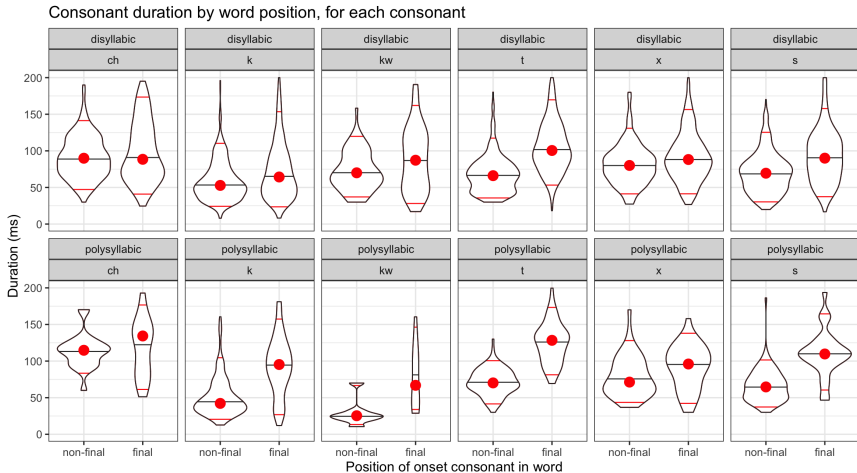 Consonant duration by word position, for each consonant
disyllabic disyllabic disyllabic disyllabic disyllabic disyllabic
ch k kw t x s
200
150
100
50
0
Duration (ms)
polysyllabic polysyllabic polysyllabic polysyllabic polysyllabic polysyllabic
ch k kw t x s
200
150
100
50
0
non-final final non-final final non-final final non-final final non-final final non-final final
Position of onset consonant in word